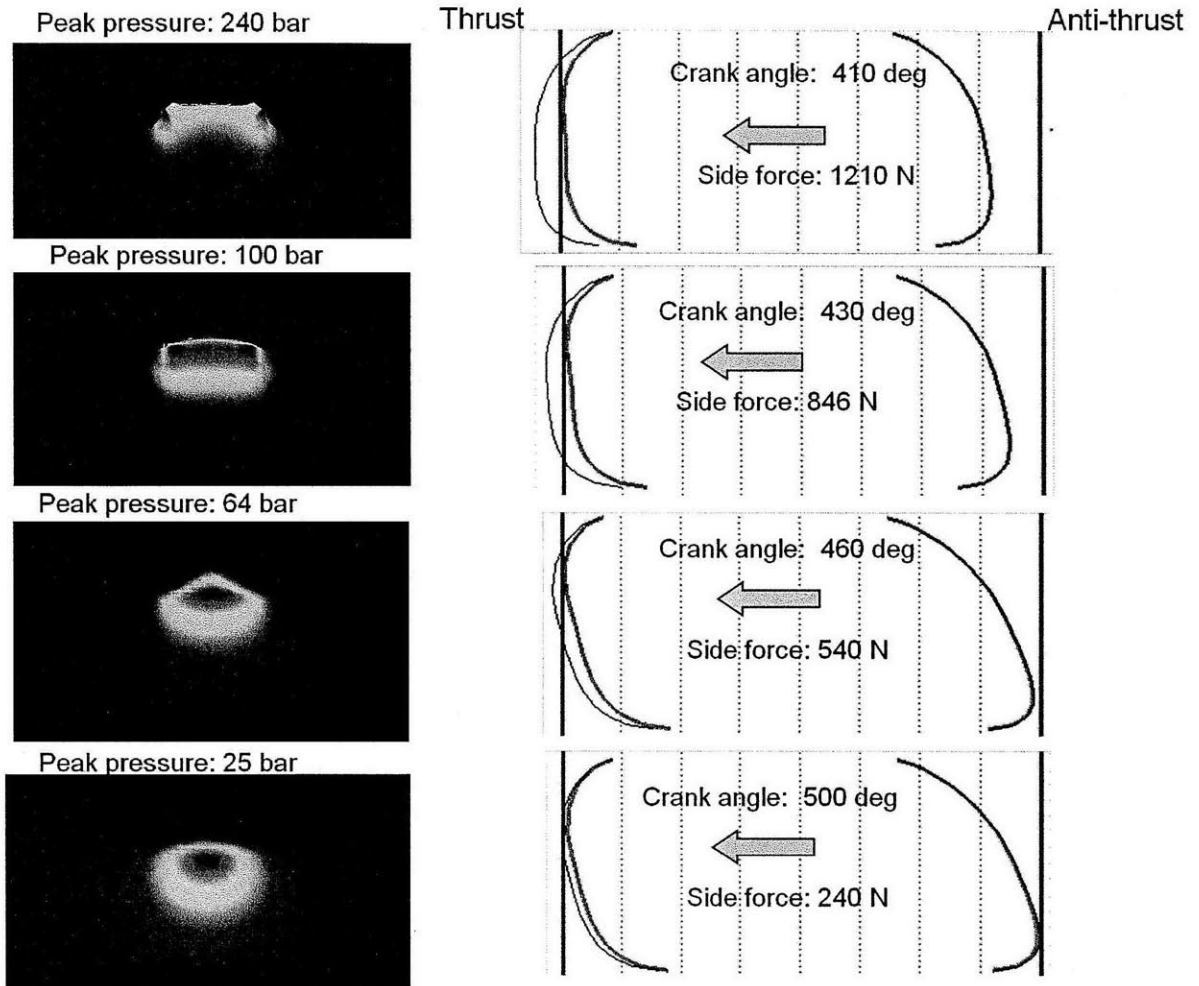 Peak pressure: 240 bar
Thrust
Anti-thrust
Crank angle: 410 deg
Side force: 1210 N
Peak pressure: 100 bar
Crank angle: 430 deg
Side force: 846 N
Peak pressure: 64 bar
Crank angle: 460 deg
Side force: 540 N
Peak pressure: 25 bar
Crank angle: 500 deg
Side force: 240 N